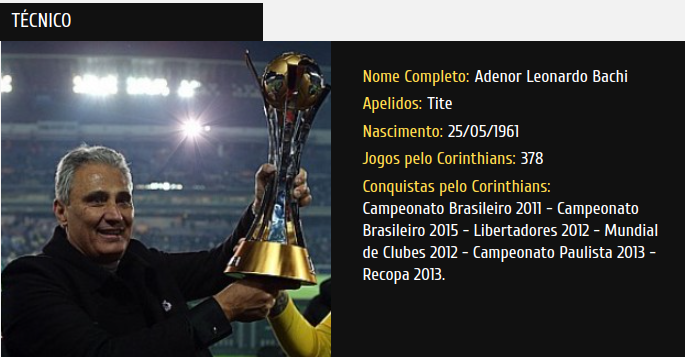 TÉCNICO
Nome Completo: Adenor Leonardo Bachi
Apelidos: Tite
Nascimento: 25/05/1961
Jogos pelo Corinthians: 378
Conquistas pelo Corinthians:
Campeonato Brasileiro 2011 - Campeonato
Brasileiro 2015 - Libertadores 2012 - Mundial
de Clubes 2012 - Campeonato Paulista 2013 -
Recopa 2013.